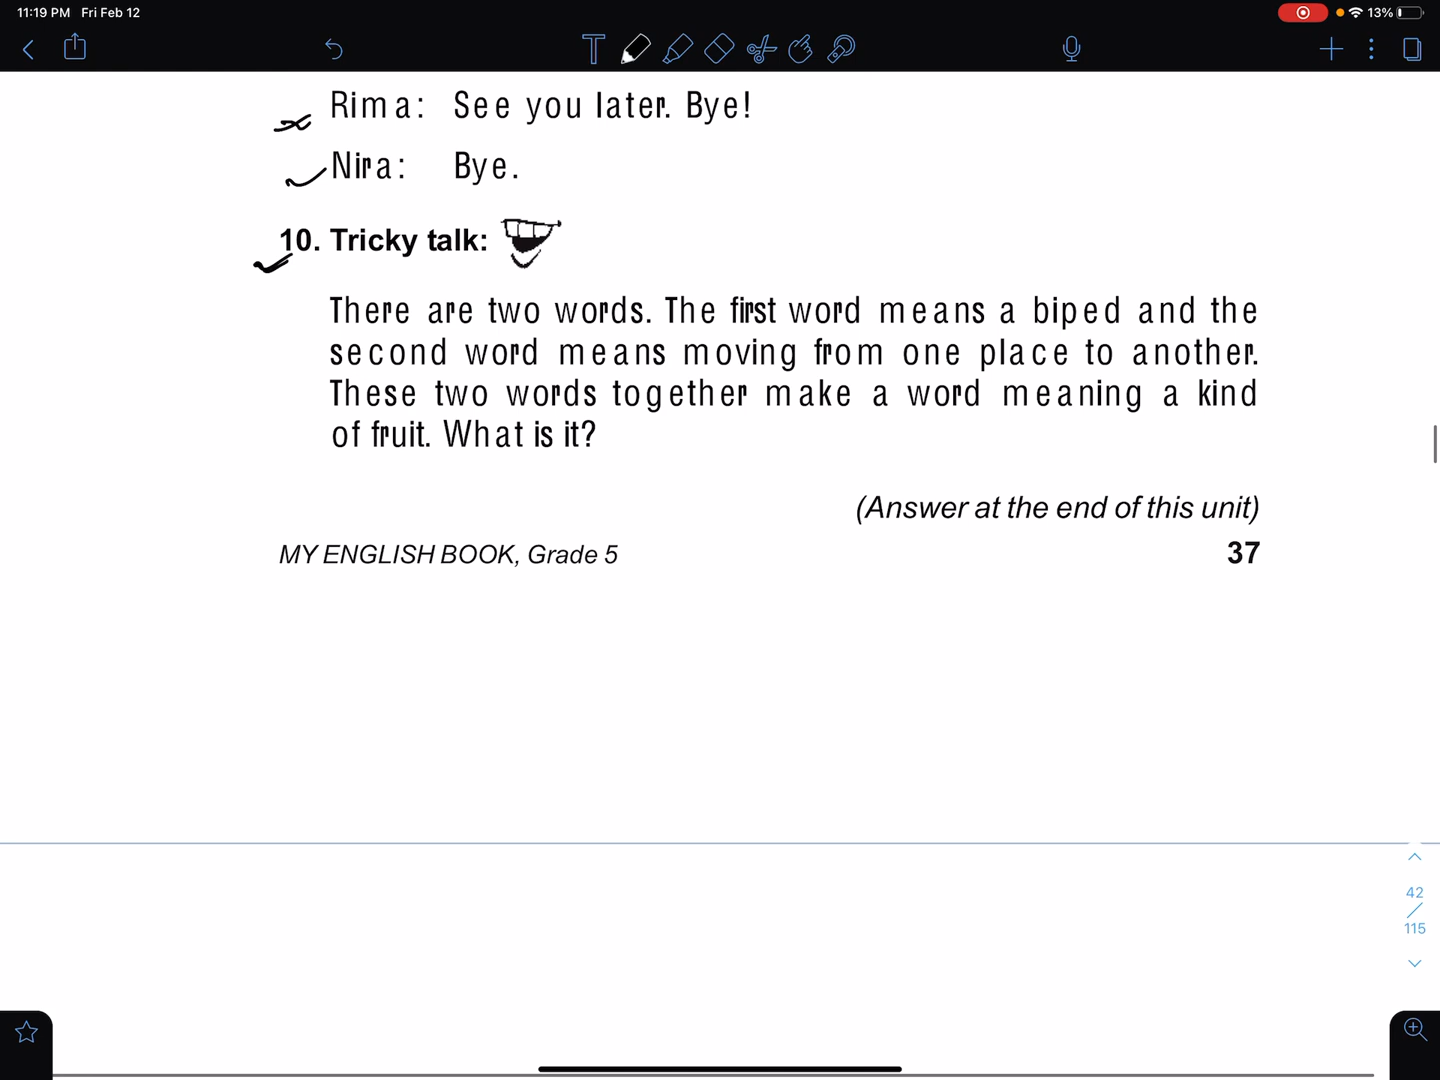 11:19 PM Fri Feb 12
13%
Rima: See you later. Bye!
Nira: Bye.
10. Tricky talk:
There are two words. The first word means a biped and the
second word means moving from one place to another.
These two words together make a word meaning a kind
of fruit. What is it?
(Answer at the end of this unit)
MY ENGLISH BOOK, Grade 5
37
42
115